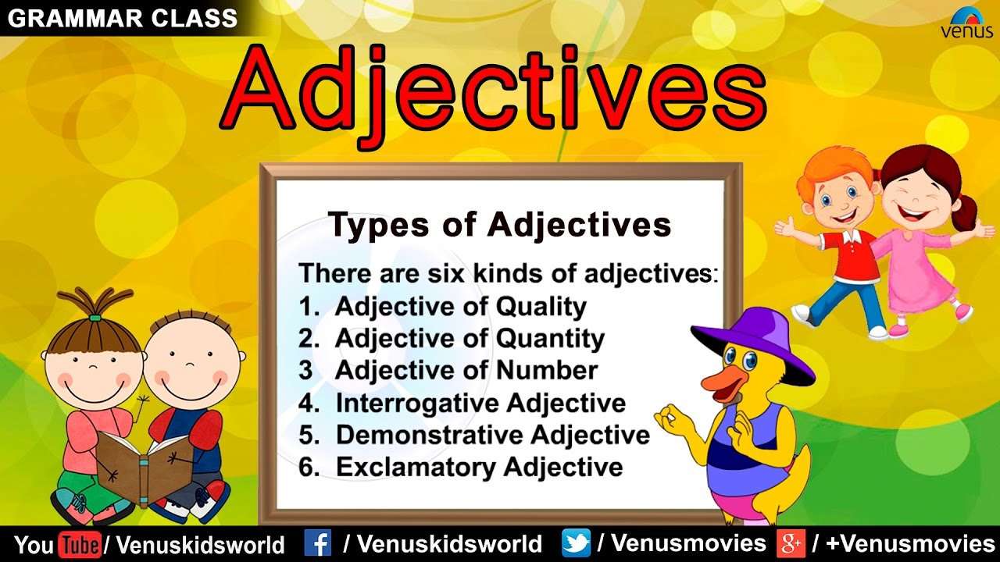 GRAMMAR CLASS
venus
Adjectives
Types of Adjectives
There are six kinds of adjectives:
1. Adjective of Quality
2. Adjective of Quantity
3 Adjective of Number
4. Interrogative Adjective
5. Demonstrative Adjective
6. Exclamatory Adjective
You Tube / Venuskidsworld f / Venuskidsworld / Venusmovies g+ / +Venusmovies